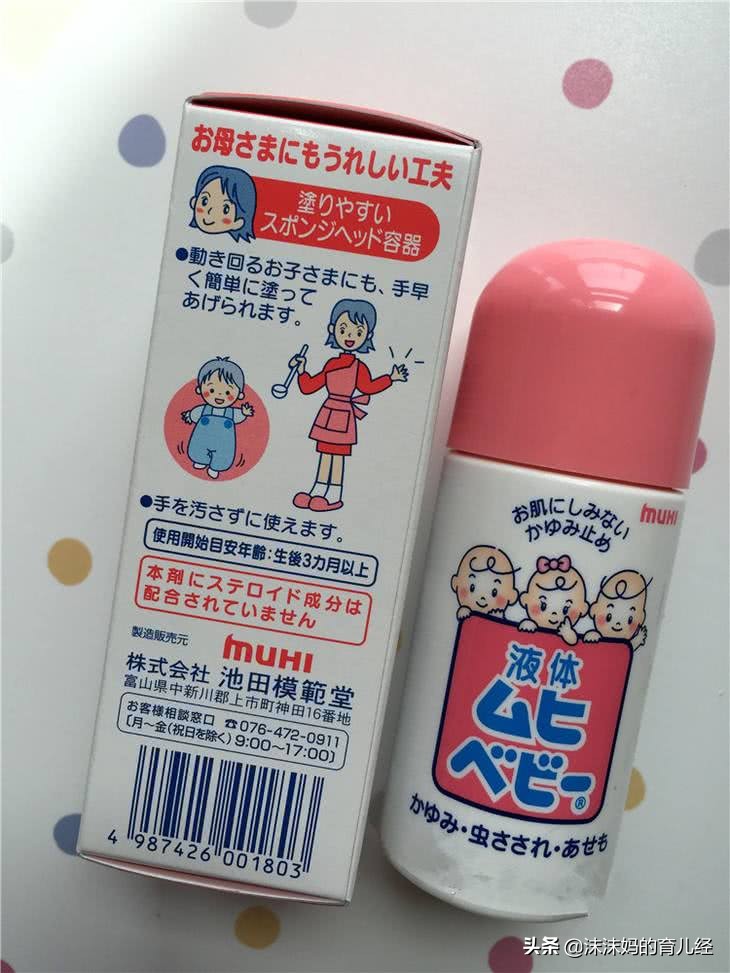 お母さまにもうれしい工夫
塗りやすい
スポンジヘッド容器
●動き回るお子さまにも、手早
く簡単に塗って
あげられます。
●手を汚さずに使えます。
使用開始目安年齢:生後3カ月以上
本剤にステロイド成分は
配合されていません
製造販売元
muHI
株式会社 池田模範堂
富山県中新川郡上市町神田16番地
お客様相談窓口 ☎076-472-0911
〔月〜金(祝日を除く)9:00〜17:00〕
4 987426 001803
muHI
お肌にしみない
かゆみ止め
液体
ムヒ
ベビー®
かゆみ・虫さされ・あせも
头条 @沫沫妈的育儿经